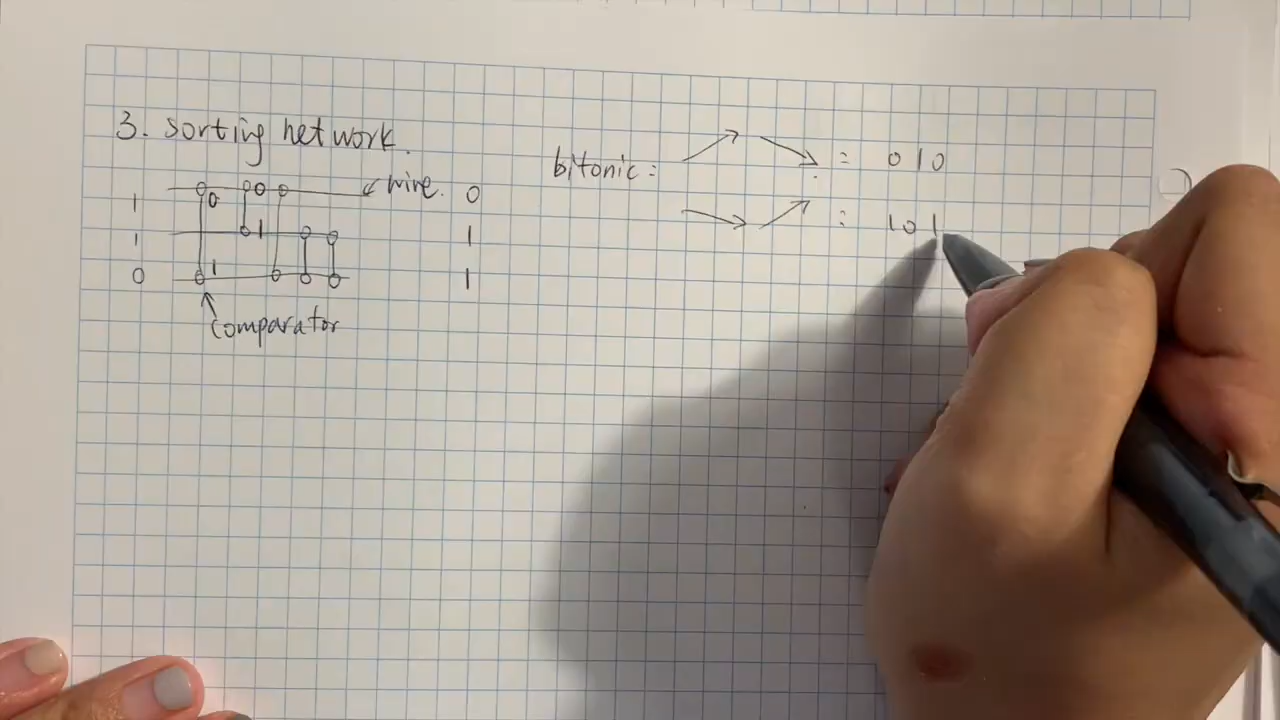 3. sorting network.
1 0 0 ← wire. 0
1 1 1
0 1 1
↑ comparator
bitonic: : 010
: 101